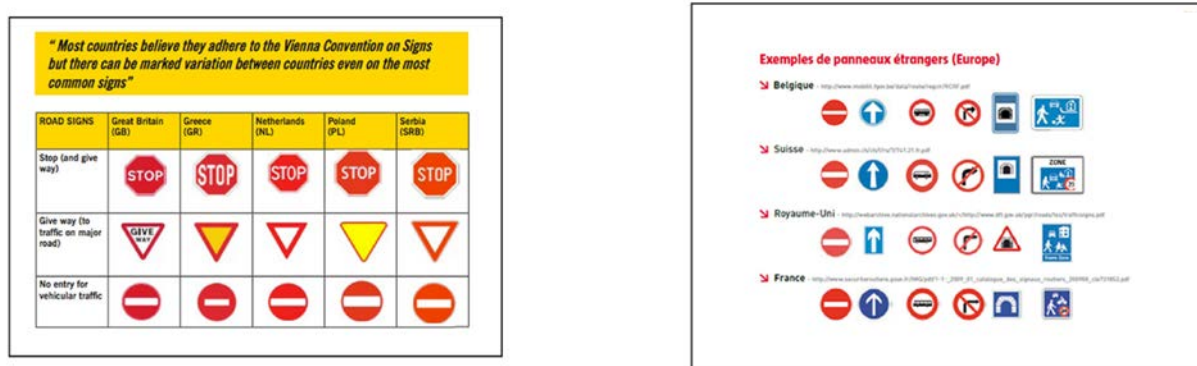 “ Most countries believe they adhere to the Vienna Convention on Signs
but there can be marked variation between countries even on the most
common signs”
ROAD SIGNS Great Britain (GB) Greece (GR) Netherlands (NL) Poland (PL) Serbia (SRB)
Stop (and give way)
STOP STOP STOP STOP STOP
Give way (to traffic on major road)
GIVE WAY
No entry for vehicular traffic
Exemples de panneaux étrangers (Europe)
Belgique
Suisse
ZONE
Royaume-Uni
France